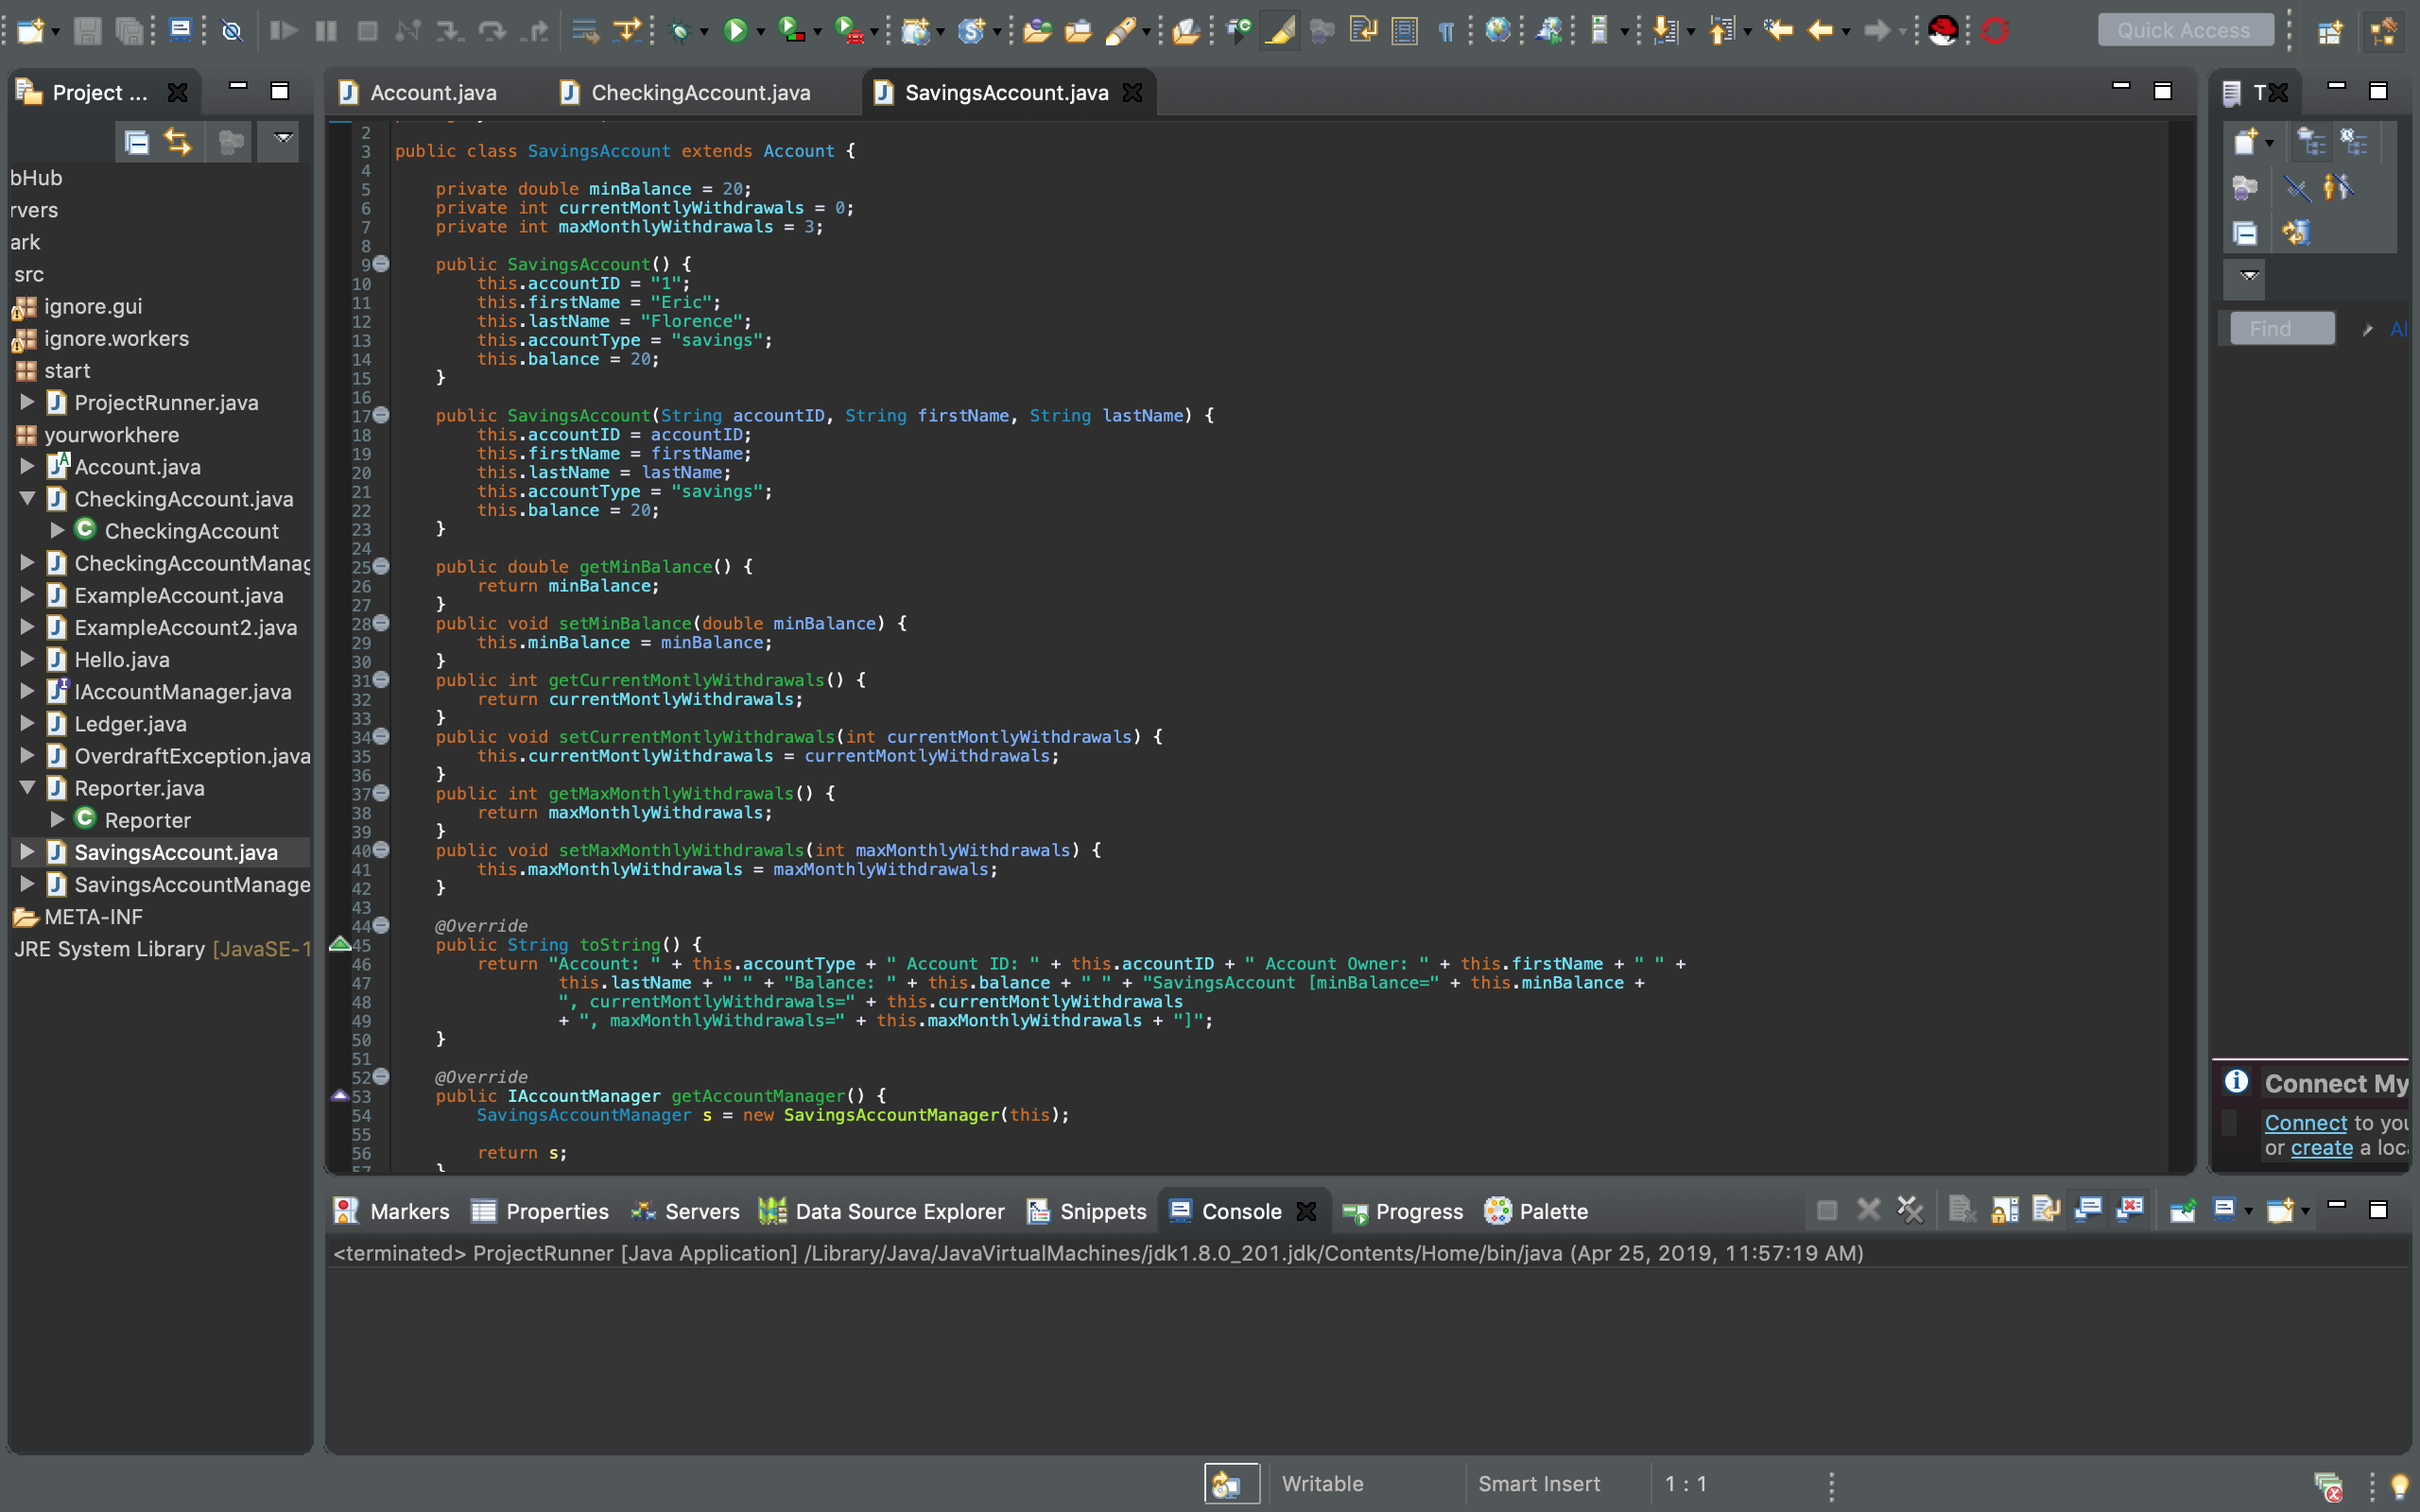 Quick Access
Project ...
bHub
rvers
ark
src
ignore.gui
ignore.workers
start
ProjectRunner.java
yourworkhere
Account.java
CheckingAccount.java
CheckingAccount
CheckingAccountManag
ExampleAccount.java
ExampleAccount2.java
Hello.java
IAccountManager.java
Ledger.java
OverdraftException.java
Reporter.java
Reporter
SavingsAccount.java
SavingsAccountManage
META-INF
JRE System Library [JavaSE-1
Account.java
CheckingAccount.java
SavingsAccount.java
2
3 public class SavingsAccount extends Account {
4
5 private double minBalance = 20;
6 private int currentMontlyWithdrawals = 0;
7 private int maxMonthlyWithdrawals = 3;
8
9 public SavingsAccount() {
10 this.accountID = "1";
11 this.firstName = "Eric";
12 this.lastName = "Florence";
13 this.accountType = "savings";
14 this.balance = 20;
15 }
16
17 public SavingsAccount(String accountID, String firstName, String lastName) {
18 this.accountID = accountID;
19 this.firstName = firstName;
20 this.lastName = lastName;
21 this.accountType = "savings";
22 this.balance = 20;
23 }
24
25 public double getMinBalance() {
26 return minBalance;
27 }
28 public void setMinBalance(double minBalance) {
29 this.minBalance = minBalance;
30 }
31 public int getCurrentMontlyWithdrawals() {
32 return currentMontlyWithdrawals;
33 }
34 public void setCurrentMontlyWithdrawals(int currentMontlyWithdrawals) {
35 this.currentMontlyWithdrawals = currentMontlyWithdrawals;
36 }
37 public int getMaxMonthlyWithdrawals() {
38 return maxMonthlyWithdrawals;
39 }
40 public void setMaxMonthlyWithdrawals(int maxMonthlyWithdrawals) {
41 this.maxMonthlyWithdrawals = maxMonthlyWithdrawals;
42 }
43
44 @Override
45 public String toString() {
46 return "Account: " + this.accountType + " Account ID: " + this.accountID + " Account Owner: " + this.firstName + " " +
47 this.lastName + " " + "Balance: " + this.balance + " " + "SavingsAccount [minBalance=" + this.minBalance +
48 ", currentMontlyWithdrawals=" + this.currentMontlyWithdrawals
49 + ", maxMonthlyWithdrawals=" + this.maxMonthlyWithdrawals + "]";
50 }
51
52 @Override
53 public IAccountManager getAccountManager() {
54 SavingsAccountManager s = new SavingsAccountManager(this);
55
56 return s;
57 }
T
Find
Al
Connect My
Connect to you
or create a loc
Markers
Properties
Servers
Data Source Explorer
Snippets
Console
Progress
Palette
<terminated> ProjectRunner [Java Application] /Library/Java/JavaVirtualMachines/jdk1.8.0_201.jdk/Contents/Home/bin/java (Apr 25, 2019, 11:57:19 AM)
Writable
Smart Insert
1 : 1